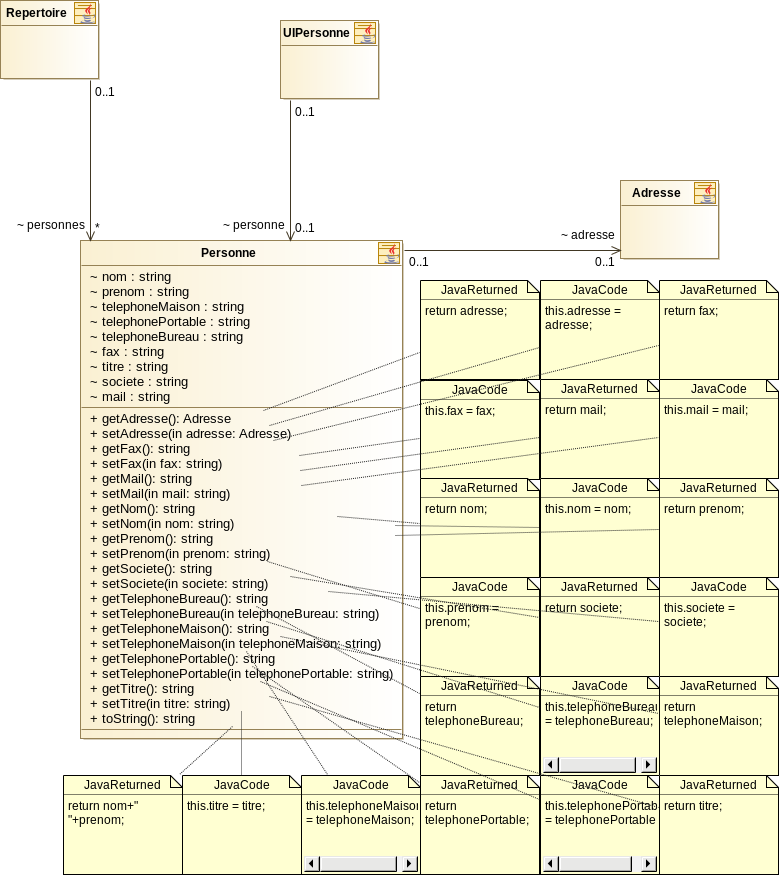 Repertoire
UIPersonne
0..1
0..1
Adresse
~ personnes
*
~ personne
0..1
~ adresse
0..1
0..1
Personne
~ nom : string
~ prenom : string
~ telephoneMaison : string
~ telephonePortable : string
~ telephoneBureau : string
~ fax : string
~ titre : string
~ societe : string
~ mail : string
+ getAdresse(): Adresse
+ setAdresse(in adresse: Adresse)
+ getFax(): string
+ setFax(in fax: string)
+ getMail(): string
+ setMail(in mail: string)
+ getNom(): string
+ setNom(in nom: string)
+ getPrenom(): string
+ setPrenom(in prenom: string)
+ getSociete(): string
+ setSociete(in societe: string)
+ getTelephoneBureau(): string
+ setTelephoneBureau(in telephoneBureau: string)
+ getTelephoneMaison(): string
+ setTelephoneMaison(in telephoneMaison: string)
+ getTelephonePortable(): string
+ setTelephonePortable(in telephonePortable: string)
+ getTitre(): string
+ setTitre(in titre: string)
+ toString(): string
JavaReturned
return adresse;
JavaCode
this.adresse =
adresse;
JavaReturned
return fax;
JavaCode
this.fax = fax;
JavaReturned
return mail;
JavaCode
this.mail = mail;
JavaReturned
return nom;
JavaCode
this.nom = nom;
JavaReturned
return prenom;
JavaCode
this.prenom =
prenom;
JavaReturned
return societe;
JavaCode
this.societe =
societe;
JavaReturned
return
telephoneBureau;
JavaCode
this.telephoneBureau
= telephoneBureau;
JavaReturned
return
telephoneMaison;
JavaReturned
return nom+"
"+prenom;
JavaCode
this.titre = titre;
JavaCode
this.telephoneMaison
= telephoneMaison;
JavaReturned
return
telephonePortable;
JavaCode
this.telephonePortab
= telephonePortable
JavaReturned
return titre;